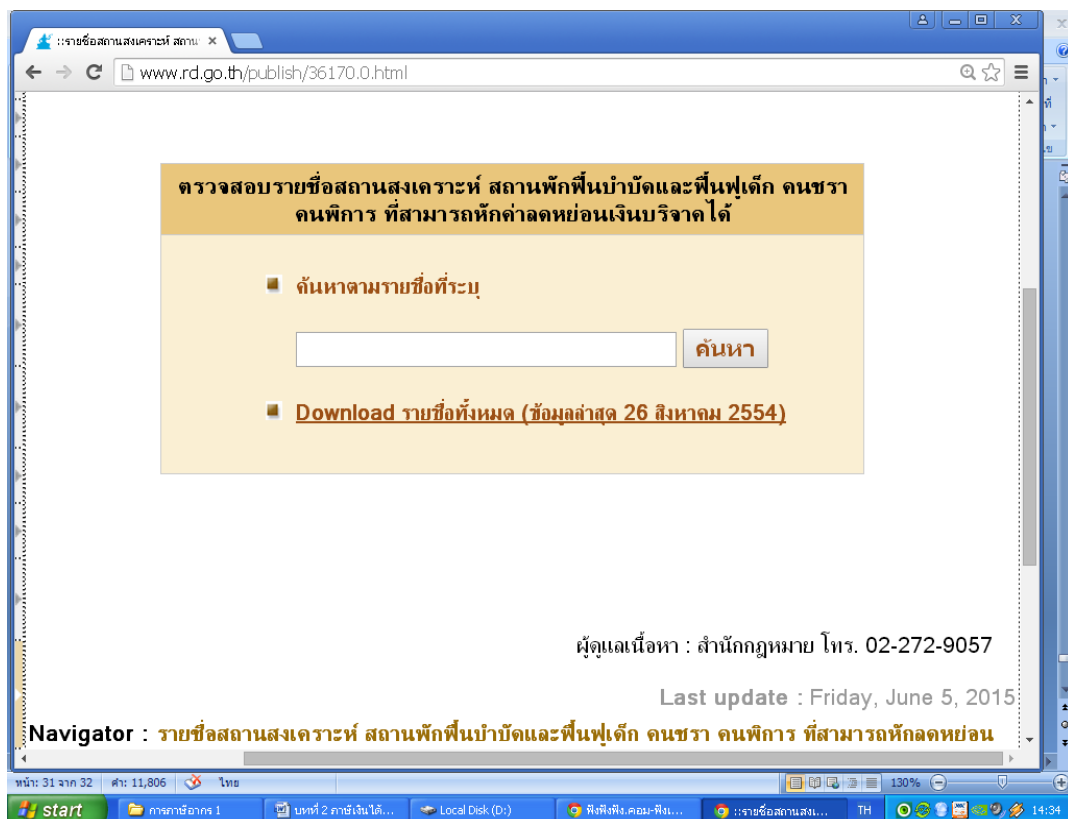 ::รายชื่อสถานสงเคราะห์ สถาน
www.rd.go.th/publish/36170.0.html
ตรวจสอบรายชื่อสถานสงเคราะห์ สถานพักฟื้นบำบัดและฟื้นฟูเด็ก คนชรา
คนพิการ ที่สามารถหักค่าลดหย่อนเงินบริจาคได้
ค้นหาตามรายชื่อที่ระบุ
ค้นหา
Download รายชื่อทั้งหมด (ข้อมูลล่าสุด 26 สิงหาคม 2554)
ผู้ดูแลเนื้อหา : สำนักกฎหมาย โทร. 02-272-9057
Last update : Friday, June 5, 2015
Navigator : รายชื่อสถานสงเคราะห์ สถานพักฟื้นบำบัดและฟื้นฟูเด็ก คนชรา คนพิการ ที่สามารถหักลดหย่อน
หน้า: 31 จาก 32 คำ: 11,806 ไทย 130%
start การภาษีอากร 1 บทที่ 2 ภาษีเงินได้... Local Disk (D:) ฟังฟังฟัง.คอม-ฟังเ... ::รายชื่อสถานสงเ... TH 14:34